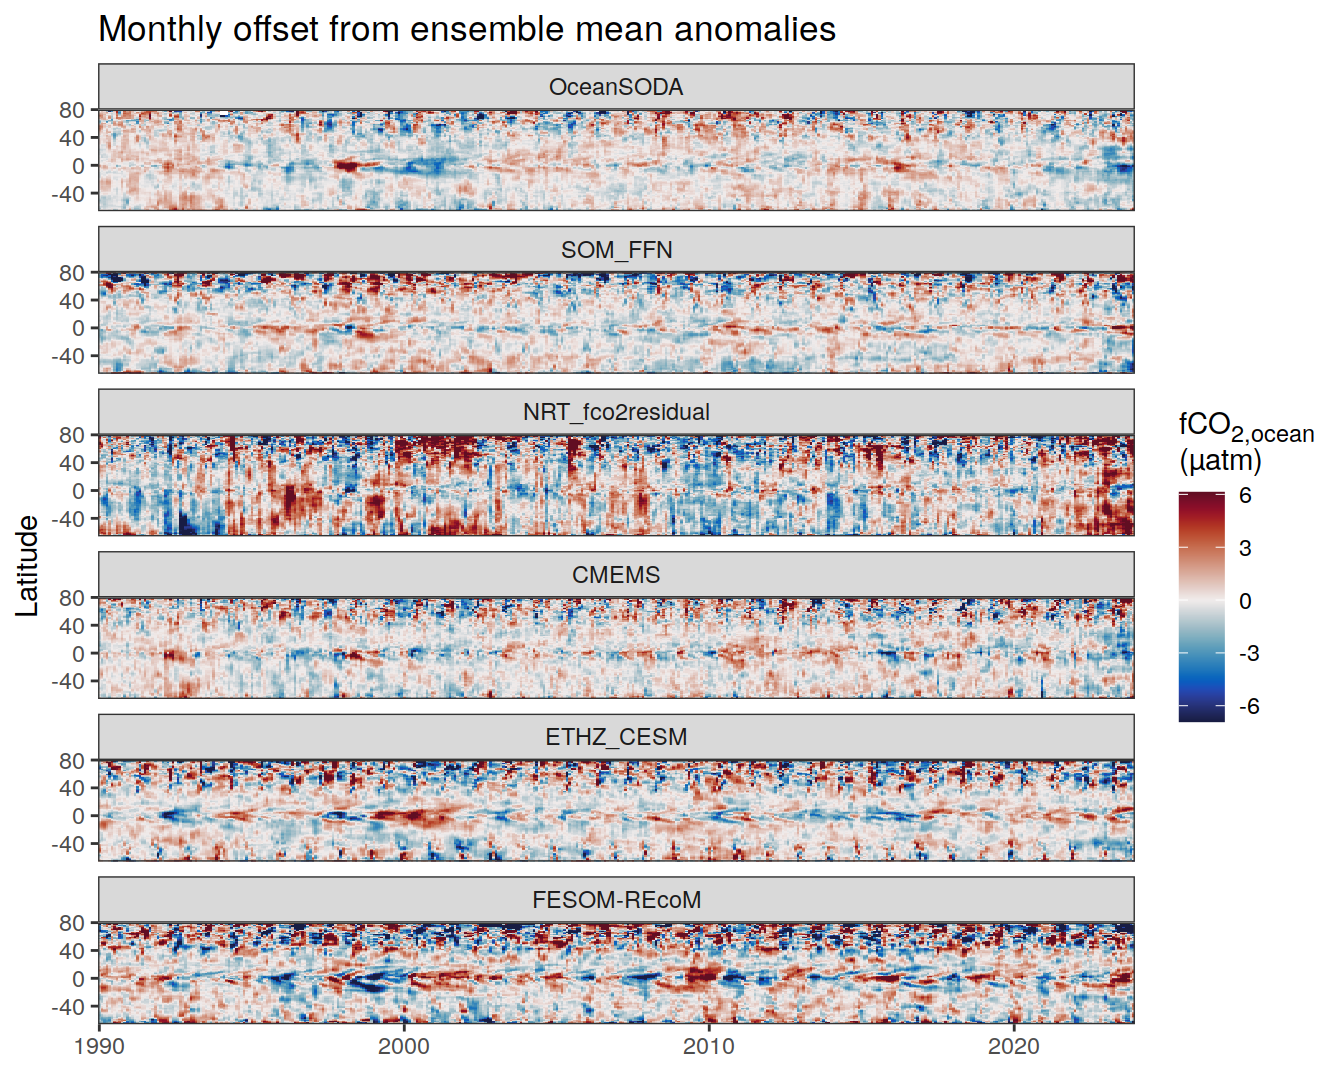 Monthly offset from ensemble mean anomalies
OceanSODA
80
40
0
-40
SOM_FFN
80
40
0
-40
NRT_fco2residual
80
40
0
-40
CMEMS
80
40
0
-40
ETHZ_CESM
80
40
0
-40
FESOM-REcoM
80
40
0
-40
1990 2000 2010 2020
Latitude
fCO2,ocean
(µatm)
6
3
0
-3
-6